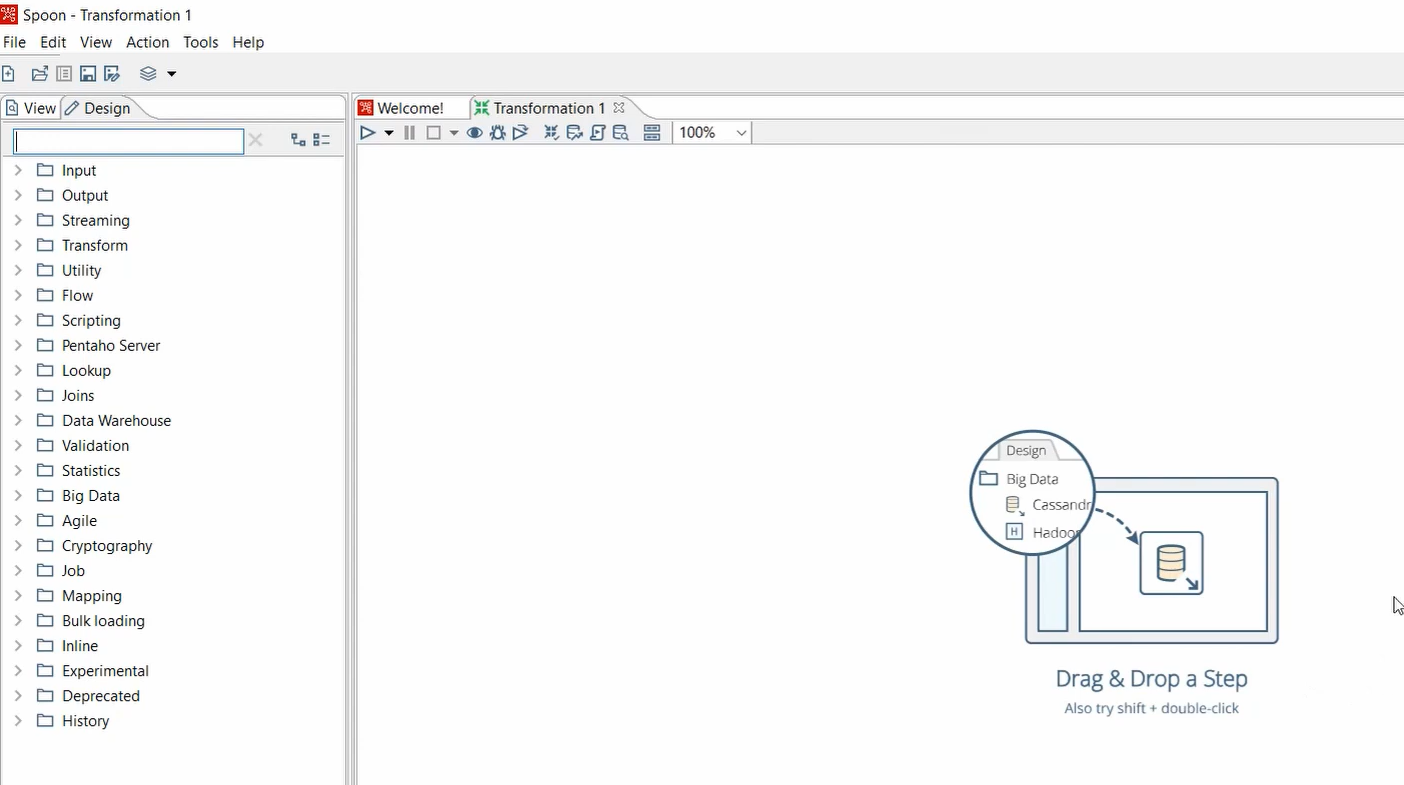 Spoon - Transformation 1
File Edit View Action Tools Help
View Design
Welcome! Transformation 1
100%
Input
Output
Streaming
Transform
Utility
Flow
Scripting
Pentaho Server
Lookup
Joins
Data Warehouse
Validation
Statistics
Big Data
Agile
Cryptography
Job
Mapping
Bulk loading
Inline
Experimental
Deprecated
History
Design
Big Data
Cassandr
H Hadoop
Drag & Drop a Step
Also try shift + double-click